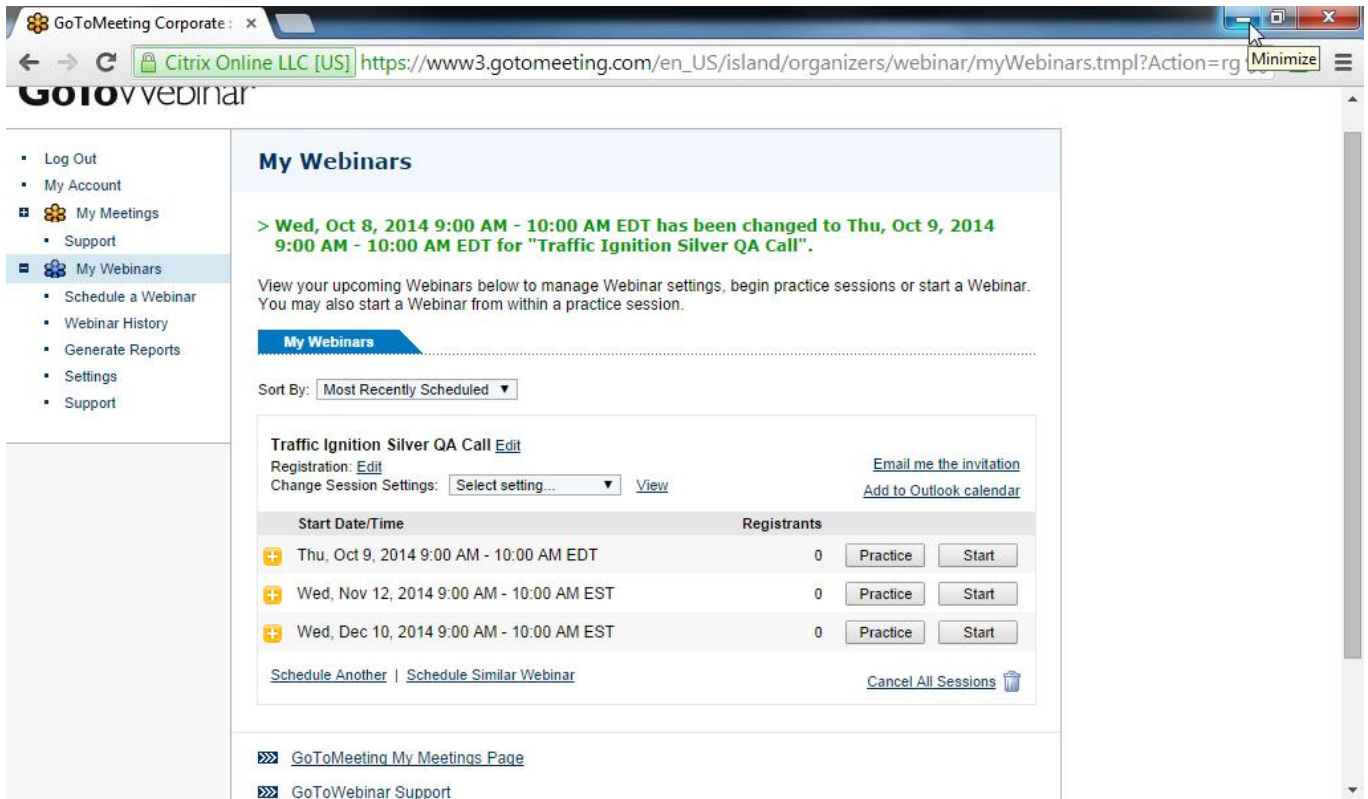 GoToMeeting Corporate :
Citrix Online LLC [US] https://www3.gotomeeting.com/en_US/island/organizers/webinar/myWebinars.tmpl?Action=rg
Minimize
GoToWebinar
Log Out
My Account
My Meetings
Support
My Webinars
Schedule a Webinar
Webinar History
Generate Reports
Settings
Support
My Webinars
> Wed, Oct 8, 2014 9:00 AM - 10:00 AM EDT has been changed to Thu, Oct 9, 2014
9:00 AM - 10:00 AM EDT for "Traffic Ignition Silver QA Call".
View your upcoming Webinars below to manage Webinar settings, begin practice sessions or start a Webinar.
You may also start a Webinar from within a practice session.
My Webinars
Sort By: Most Recently Scheduled
Traffic Ignition Silver QA Call Edit
Registration: Edit
Change Session Settings: Select setting... View
Email me the invitation
Add to Outlook calendar
Start Date/Time Registrants
Thu, Oct 9, 2014 9:00 AM - 10:00 AM EDT 0 Practice Start
Wed, Nov 12, 2014 9:00 AM - 10:00 AM EST 0 Practice Start
Wed, Dec 10, 2014 9:00 AM - 10:00 AM EST 0 Practice Start
Schedule Another | Schedule Similar Webinar Cancel All Sessions
GoToMeeting My Meetings Page
GoToWebinar Support